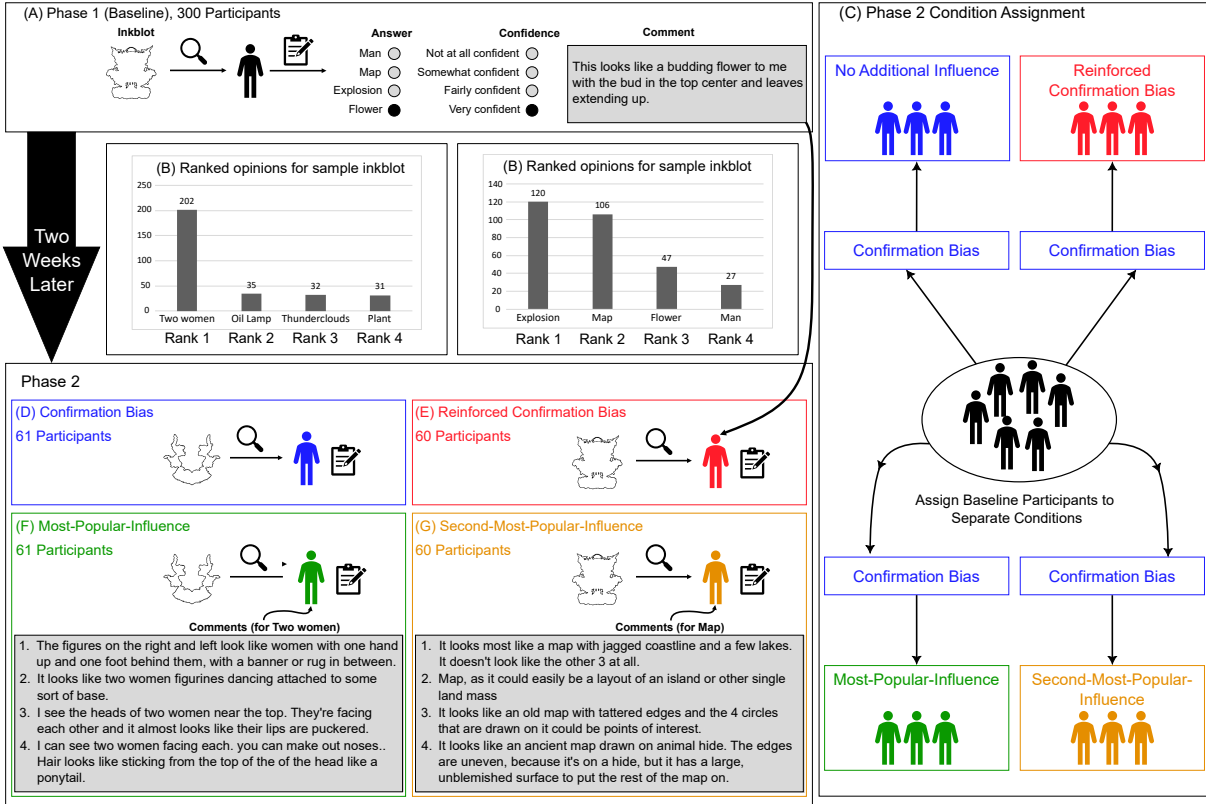 (A) Phase 1 (Baseline), 300 Participants
Inkblot
Answer
Man
Map
Explosion
Flower
Confidence
Not at all confident
Somewhat confident
Fairly confident
Very confident
Comment
This looks like a budding flower to me
with the bud in the top center and leaves
extending up.
Two
Weeks
Later
(B) Ranked opinions for sample inkblot
250
200
150
100
50
0
202
35
32
31
Two women
Oil Lamp
Thunderclouds
Plant
Rank 1
Rank 2
Rank 3
Rank 4
(B) Ranked opinions for sample inkblot
140
120
100
80
60
40
20
0
120
106
47
27
Explosion
Map
Flower
Man
Rank 1
Rank 2
Rank 3
Rank 4
Phase 2
(D) Confirmation Bias
61 Participants
(E) Reinforced Confirmation Bias
60 Participants
(F) Most-Popular-Influence
61 Participants
Comments (for Two women)
1. The figures on the right and left look like women with one hand
up and one foot behind them, with a banner or rug in between.
2. It looks like two women figurines dancing attached to some
sort of base.
3. I see the heads of two women near the top. They're facing
each other and it almost looks like their lips are puckered.
4. I can see two women facing each. you can make out noses..
Hair looks like sticking from the top of the of the head like a
ponytail.
(G) Second-Most-Popular-Influence
60 Participants
Comments (for Map)
1. It looks most like a map with jagged coastline and a few lakes.
It doesn't look like the other 3 at all.
2. Map, as it could easily be a layout of an island or other single
land mass
3. It looks like an old map with tattered edges and the 4 circles
that are drawn on it could be points of interest.
4. It looks like an ancient map drawn on animal hide. The edges
are uneven, because it's on a hide, but it has a large,
unblemished surface to put the rest of the map on.
(C) Phase 2 Condition Assignment
No Additional Influence
Reinforced
Confirmation Bias
Confirmation Bias
Confirmation Bias
Assign Baseline Participants to
Separate Conditions
Confirmation Bias
Confirmation Bias
Most-Popular-Influence
Second-Most-Popular-
Influence